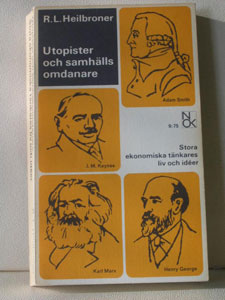 R.L. Heilbroner
Utopister
och samhälls
omdanare
Adam Smith
J. M. Keynes
Stora
ekonomiska tänkares
liv och idéer
Karl Marx
Henry George